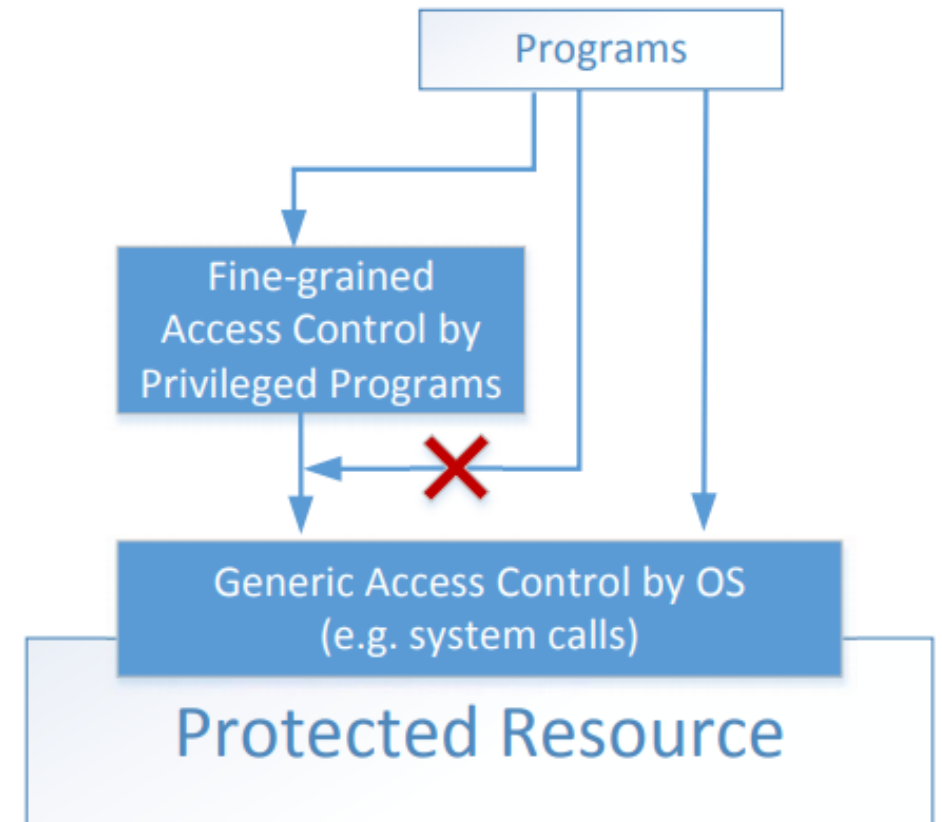 Programs
Fine-grained
Access Control by
Privileged Programs
Generic Access Control by OS
(e.g. system calls)
Protected Resource